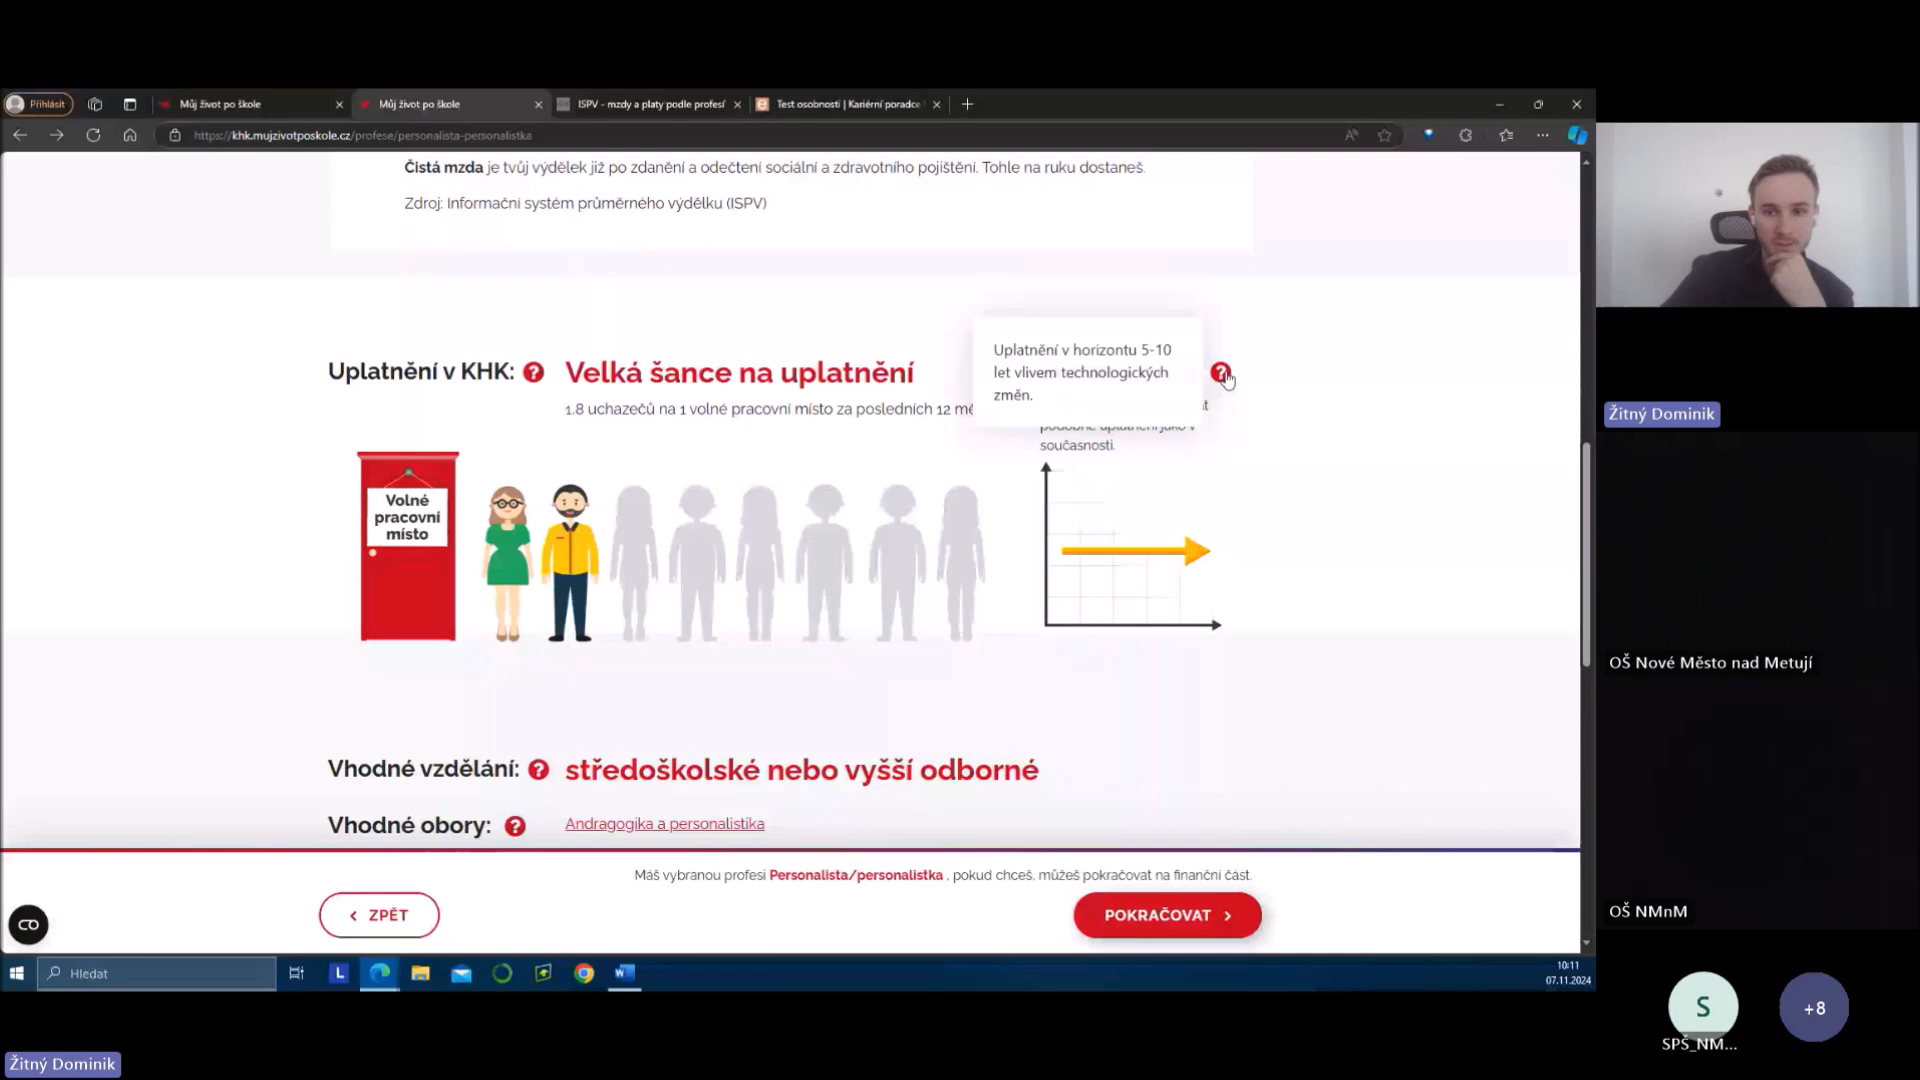 Přihlásit
Můj život po škole
Můj život po škole
ISPV - mzdy a platy podle profesí
Test osobnosti | Kariérní poradce
https://khk.mujzivotposkole.cz/profese/personalista-personalistka
Čistá mzda je tvůj výdělek již po zdanění a odečtení sociální a zdravotního pojištění. Tohle na ruku dostaneš.
Zdroj: Informační systém průměrného výdělku (ISPV)
Uplatnění v KHK: ?
Velká šance na uplatnění
1.8 uchazečů na 1 volné pracovní místo za posledních 12 mě
Uplatnění v horizontu 5-10
let vlivem technologických
změn.
podobné uplatnění jako v
současnosti.
Volné
pracovní
místo
Vhodné vzdělání: ?
středoškolské nebo vyšší odborné
Vhodné obory: ?
Andragogika a personalistika
Máš vybranou profesi Personalista/personalistka , pokud chceš, můžeš pokračovat na finanční část.
ZPĚT
POKRAČOVAT
Hledat
10:11
07.11.2024
Žitný Dominik
OŠ Nové Město nad Metují
OŠ NMnM
S
+8
SPŠ_NM...
Žitný Dominik